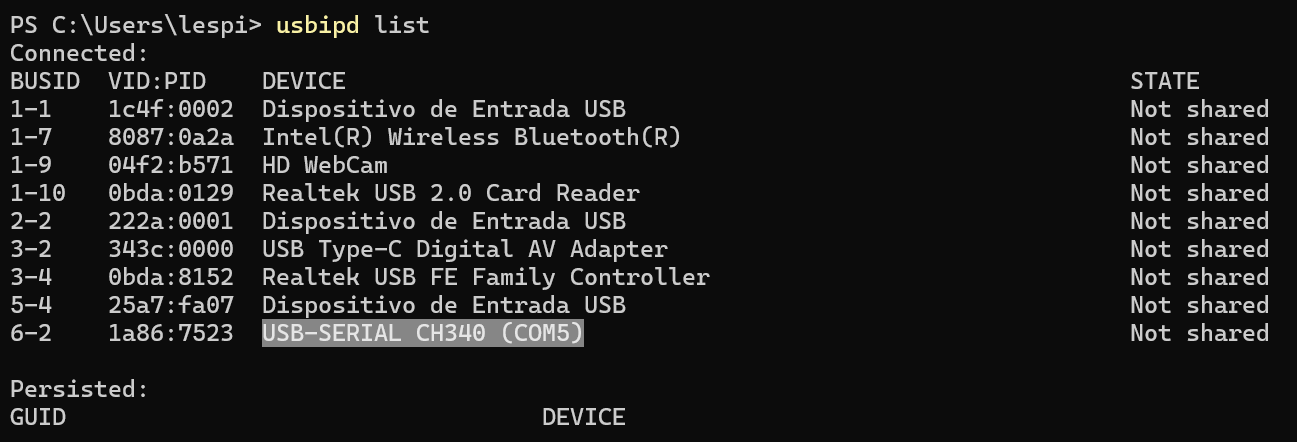 PS C:\Users\lespi> usbipd list
Connected:
BUSID  VID:PID    DEVICE                                                        STATE
1-1    1c4f:0002  Dispositivo de Entrada USB                                    Not shared
1-7    8087:0a2a  Intel(R) Wireless Bluetooth(R)                                Not shared
1-9    04f2:b571  HD WebCam                                                     Not shared
1-10   0bda:0129  Realtek USB 2.0 Card Reader                                   Not shared
2-2    222a:0001  Dispositivo de Entrada USB                                    Not shared
3-2    343c:0000  USB Type-C Digital AV Adapter                                 Not shared
3-4    0bda:8152  Realtek USB FE Family Controller                              Not shared
5-4    25a7:fa07  Dispositivo de Entrada USB                                    Not shared
6-2    1a86:7523  USB-SERIAL CH340 (COM5)                                       Not shared
Persisted:
GUID                                  DEVICE